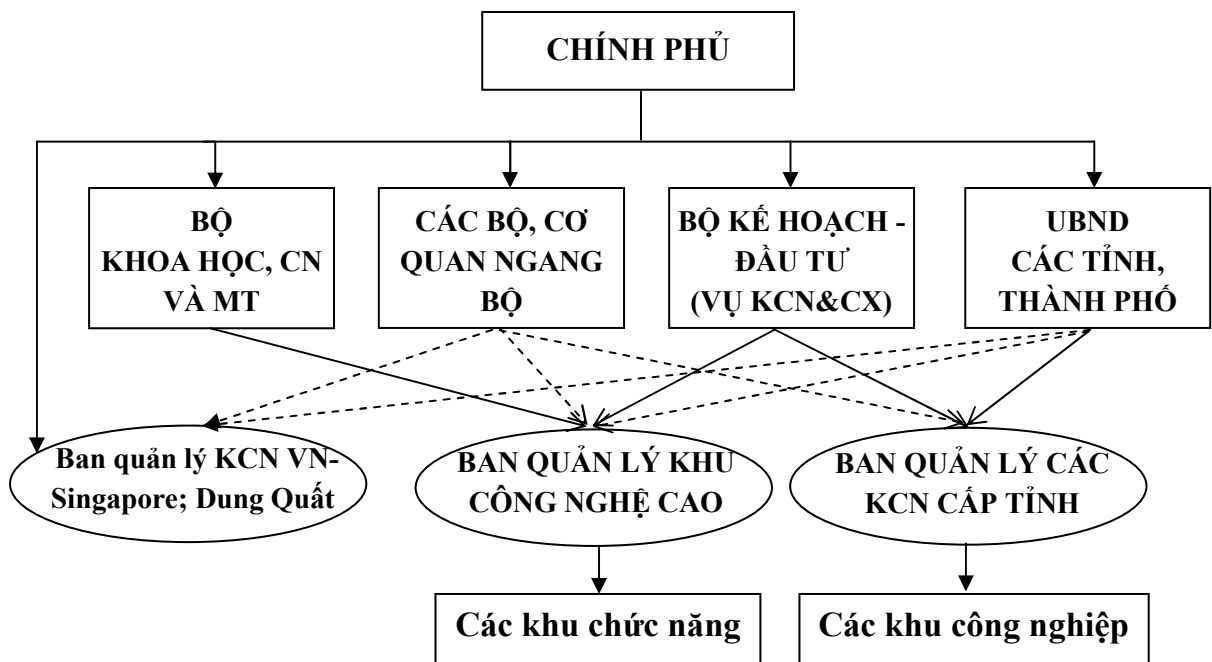 CHÍNH PHỦ
BỘ
KHOA HỌC, CN
VÀ MT
CÁC BỘ, CƠ
QUAN NGANG
BỘ
BỘ KẾ HOẠCH -
ĐẦU TƯ
(VỤ KCN&CX)
UBND
CÁC TỈNH,
THÀNH PHỐ
Ban quản lý KCN VN-
Singapore; Dung Quất
BAN QUẢN LÝ KHU
CÔNG NGHỆ CAO
BAN QUẢN LÝ CÁC
KCN CẤP TỈNH
Các khu chức năng
Các khu công nghiệp